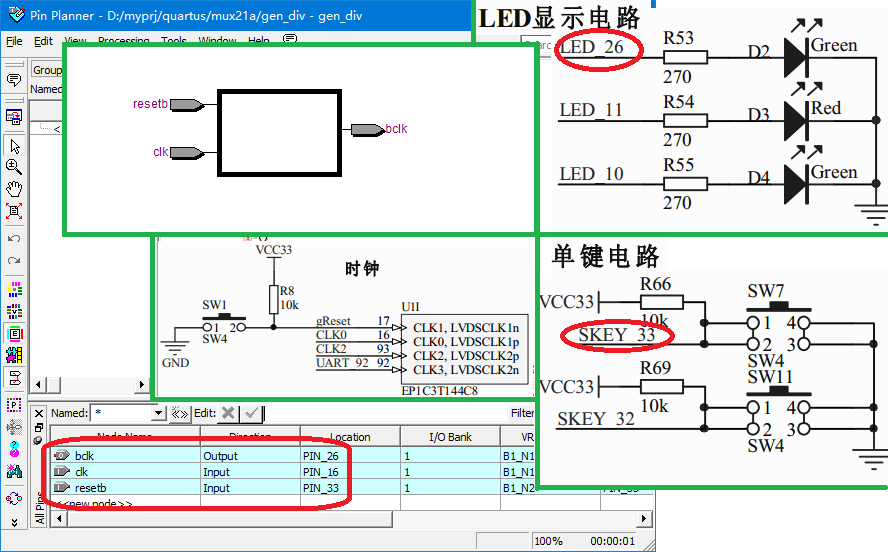 Pin Planner - D:/myprj/quartus/mux21a/gen_div - gen_div
File Edit View Processing Tools Window
Group
Named:
resetb
clk
bclk
LED显示电路
LED_26
R53
270
D2
Green
LED_11
R54
270
D3
Red
LED_10
R55
270
D4
Green
VCC33
时钟
R8
10k
SW1
1 2
SW4
GND
gReset 17
CLK0 16
CLK2 93
UART_92 92
U1I
CLK1, LVDSCLK1n
CLK0, LVDSCLK1p
CLK2, LVDSCLK2p
CLK3, LVDSCLK2n
EP1C3T144C8
单键电路
VCC33
R66
10k
SKEY_33
SW7
1 4
2 3
SW4
VCC33
R69
10k
SKEY_32
SW11
1 4
2 3
SW4
Named: * Edit: Filter
Node Name Direction Location I/O Bank VR
bclk Output PIN_26 1 B1_N1
clk Input PIN_16 1 B1_N1
resetb Input PIN_33 1 B1_N2 PIN_33
<<new node>>
All Pins
100% 00:00:01